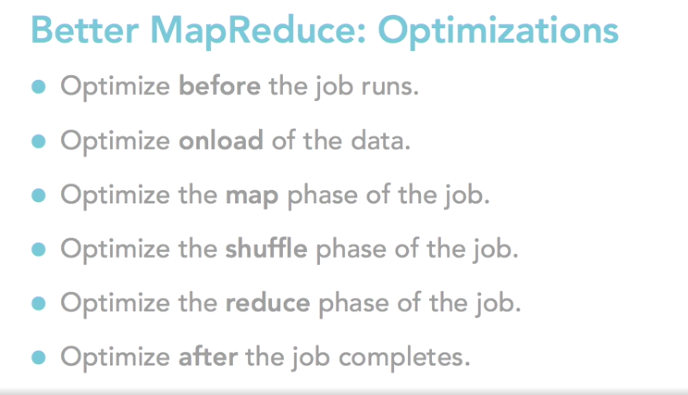 Better MapReduce: Optimizations
• Optimize before the job runs.
• Optimize onload of the data.
• Optimize the map phase of the job.
• Optimize the shuffle phase of the job.
• Optimize the reduce phase of the job.
• Optimize after the job completes.